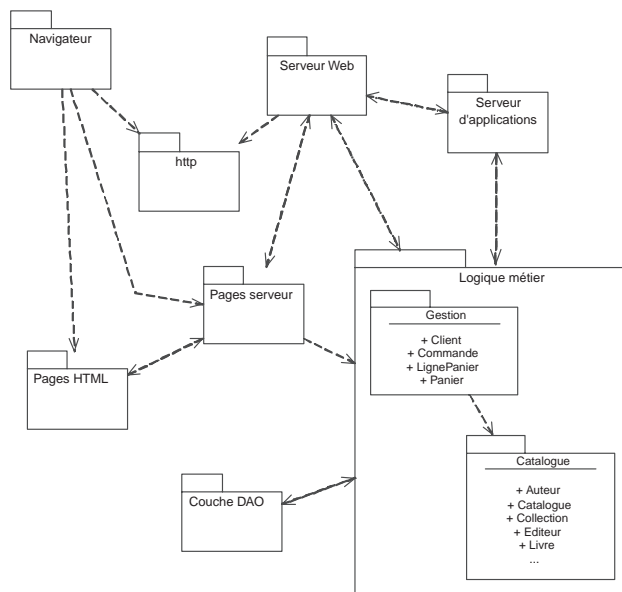 Navigateur
Serveur Web
Serveur
d'applications
http
Logique métier
Pages serveur
Gestion
+ Client
+ Commande
+ LignePanier
+ Panier
Pages HTML
Catalogue
+ Auteur
+ Catalogue
+ Collection
+ Editeur
+ Livre
...
Couche DAO